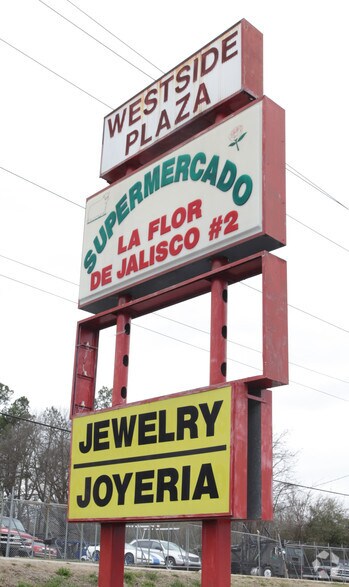 WESTSIDE
PLAZA
SUPERMERCADO
LA FLOR
DE JALISCO #2
JEWELRY
JOYERIA